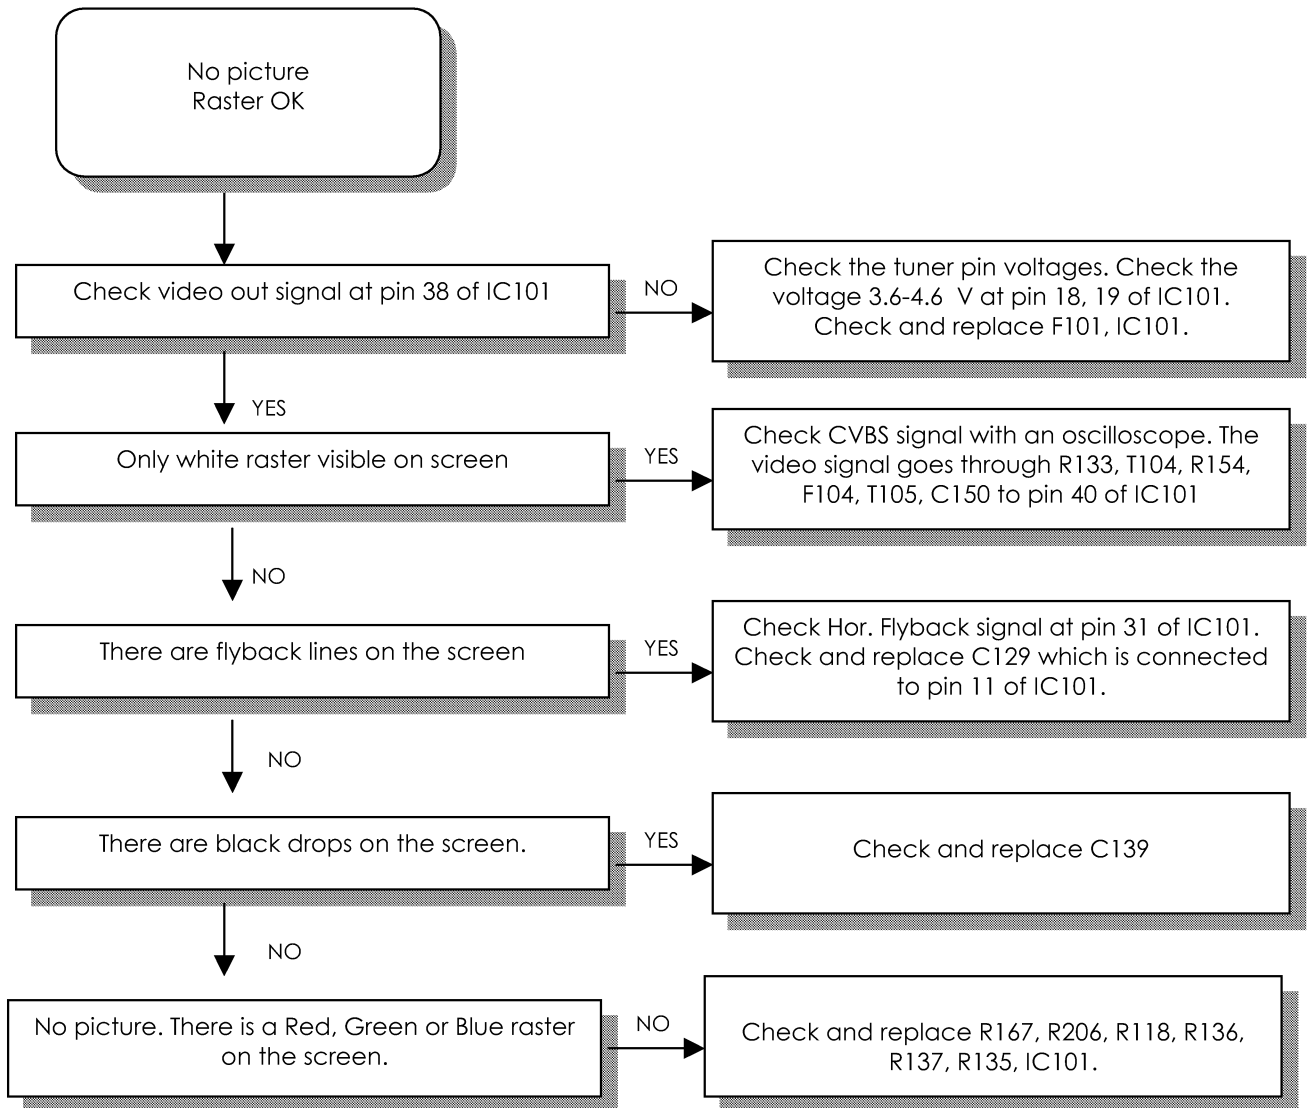 No picture
Raster OK
Check video out signal at pin 38 of IC101
NO
Check the tuner pin voltages. Check the
voltage 3.6-4.6  V at pin 18, 19 of IC101.
Check and replace F101, IC101.
YES
Only white raster visible on screen
YES
Check CVBS signal with an oscilloscope. The
video signal goes through R133, T104, R154,
F104, T105, C150 to pin 40 of IC101
NO
There are flyback lines on the screen
YES
Check Hor. Flyback signal at pin 31 of IC101.
Check and replace C129 which is connected
to pin 11 of IC101.
NO
There are black drops on the screen.
YES
Check and replace C139
NO
No picture. There is a Red, Green or Blue raster
on the screen.
NO
Check and replace R167, R206, R118, R136,
R137, R135, IC101.